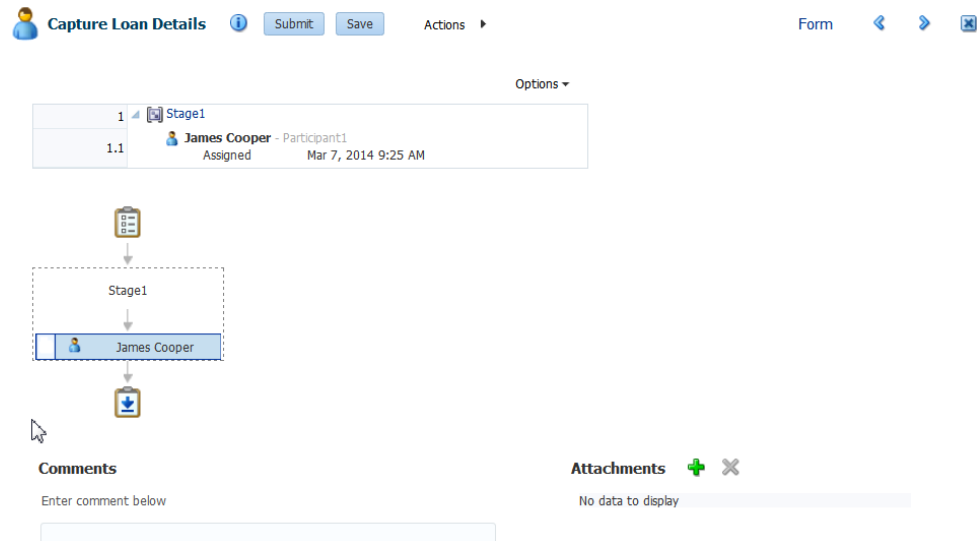 Capture Loan Details Submit Save Actions Form
Options
1 Stage1
James Cooper - Participant1
1.1
Assigned Mar 7, 2014 9:25 AM
Stage1
James Cooper
Comments Attachments
Enter comment below No data to display